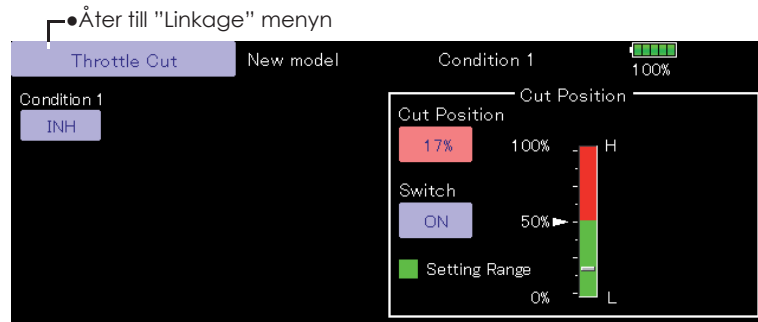 ●Åter till ”Linkage” menyn
Throttle Cut New model Condition 1 100%
Condition 1
INH
Cut Position
Cut Position
17%
100% H
Switch
ON
50%
Setting Range
0% L